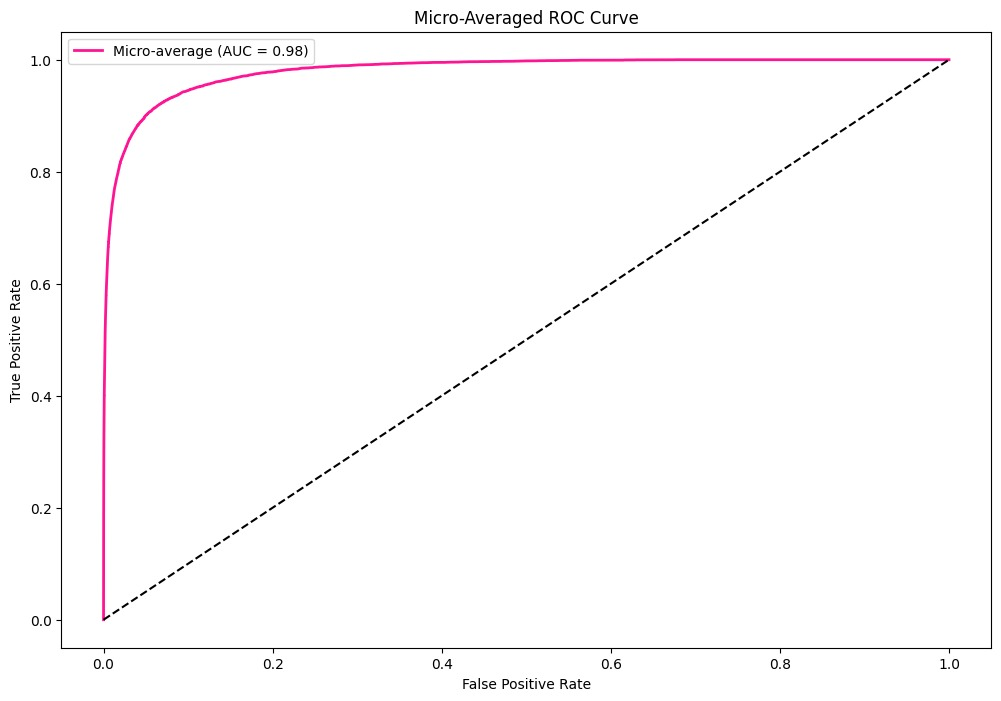 Micro-Averaged ROC Curve
Micro-average (AUC = 0.98)
1.0
0.8
0.6
0.4
0.2
0.0
True Positive Rate
0.0 0.2 0.4 0.6 0.8 1.0
False Positive Rate